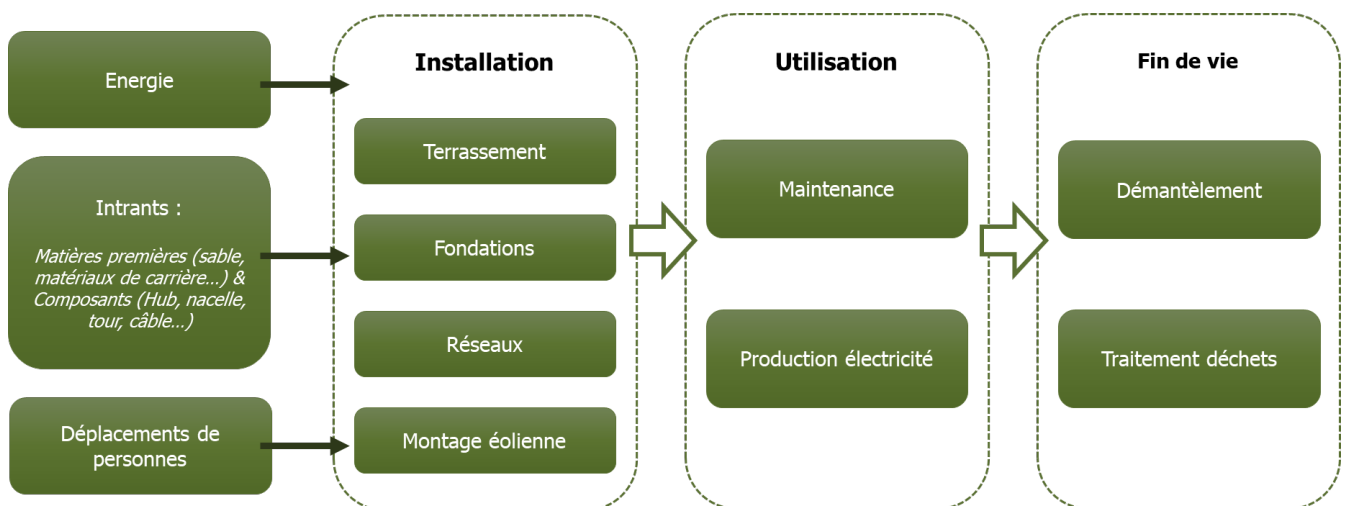 Energie
Intrants :
Matières premières (sable,
matériaux de carrière...) &
Composants (Hub, nacelle,
tour, câble...)
Déplacements de
personnes
Installation
Terrassement
Fondations
Réseaux
Montage éolienne
Utilisation
Maintenance
Production électricité
Fin de vie
Démantèlement
Traitement déchets